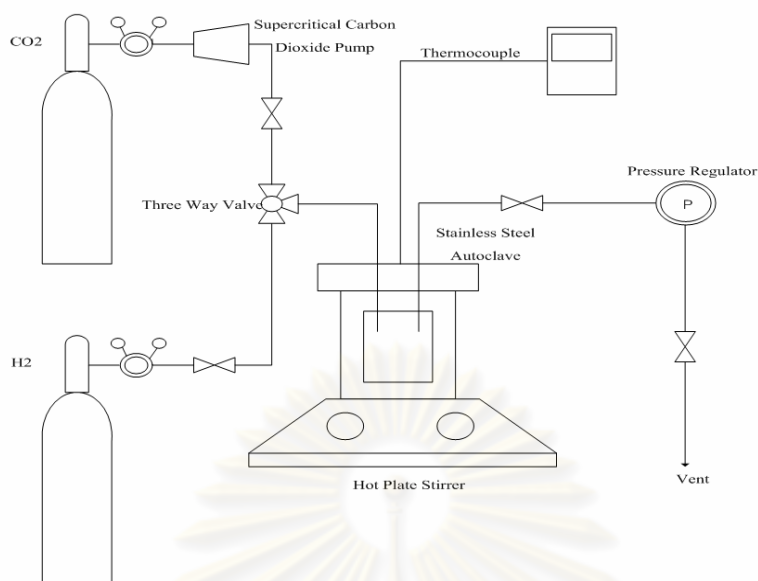 Supercritical Carbon
Dioxide Pump
CO2
Thermocouple
Pressure Regulator
P
Three Way Valve
Stainless Steel
Autoclave
H2
Hot Plate Stirrer
Vent